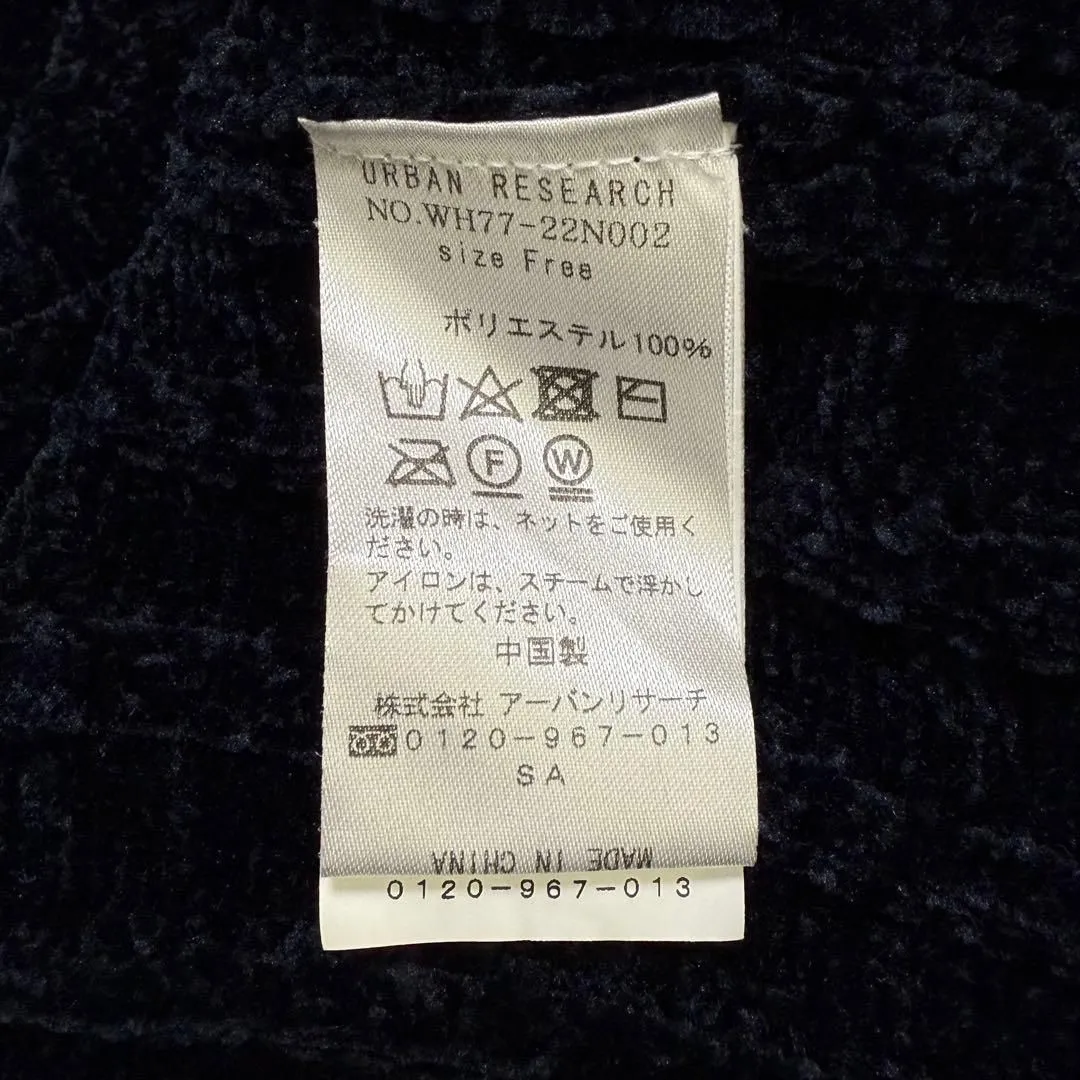 URBAN RESEARCH
NO.WH77-22N002
size Free
ポリエステル100%
F W
洗濯の時は、ネットをご使用く
ださい。
アイロンは、スチームで浮かし
てかけてください。
中国製
株式会社 アーバンリサーチ
0120-967-013
SA
MADE IN CHINA
0120-967-013